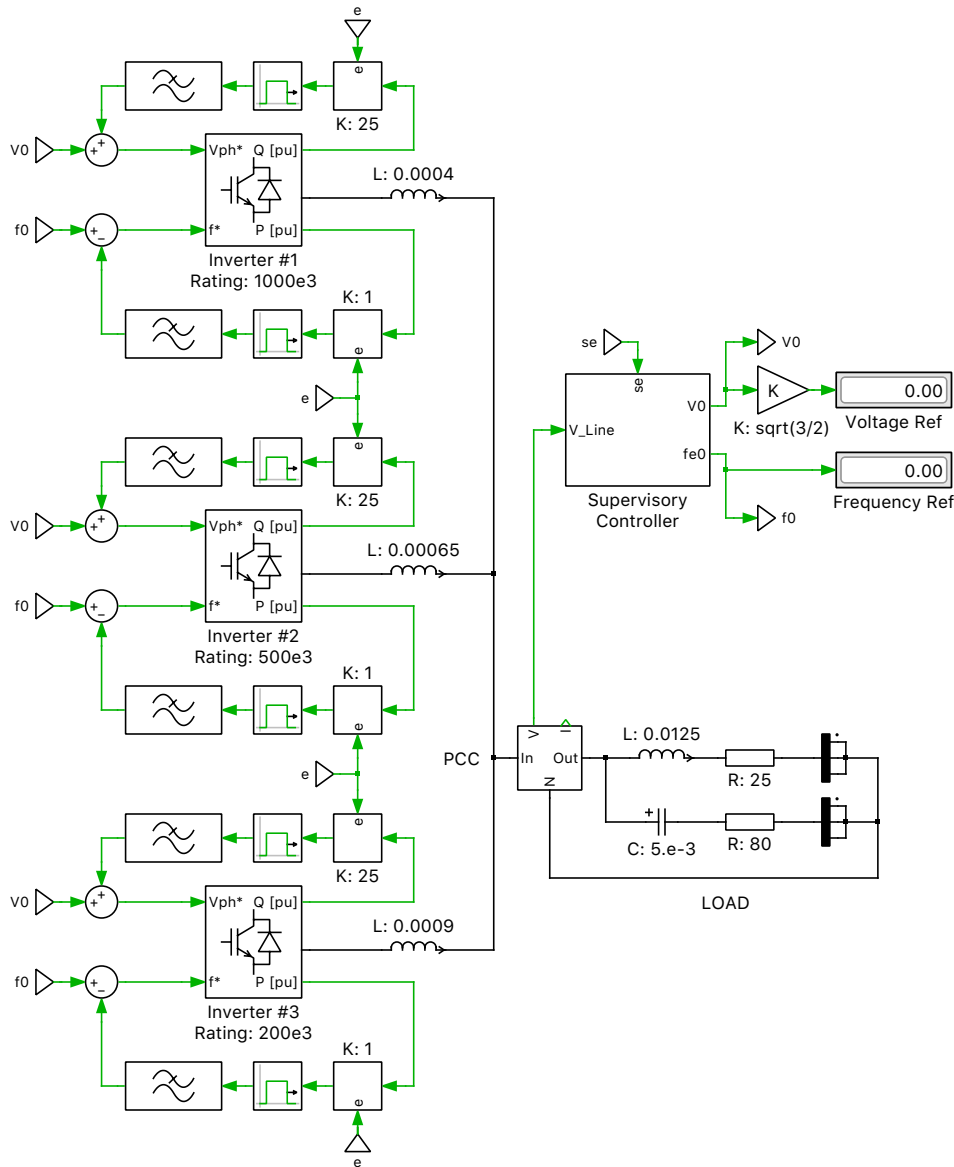 e
e
K: 25
V0
+
+
Vph*
Q [pu]
L: 0.0004
f0
+
−
f*
P [pu]
Inverter #1
Rating: 1000e3
K: 1
e
e
e
K: 25
V0
+
+
Vph*
Q [pu]
L: 0.00065
f0
+
−
f*
P [pu]
Inverter #2
Rating: 500e3
K: 1
e
e
e
K: 25
V0
+
+
Vph*
Q [pu]
L: 0.0009
f0
+
−
f*
P [pu]
Inverter #3
Rating: 200e3
K: 1
e
e
se
se
V_Line
V0
fe0
Supervisory
Controller
V0
K
K: sqrt(3/2)
0.00
Voltage Ref
0.00
Frequency Ref
f0
PCC
V
I
In
Out
N
L: 0.0125
R: 25
+
C: 5.e-3
R: 80
LOAD